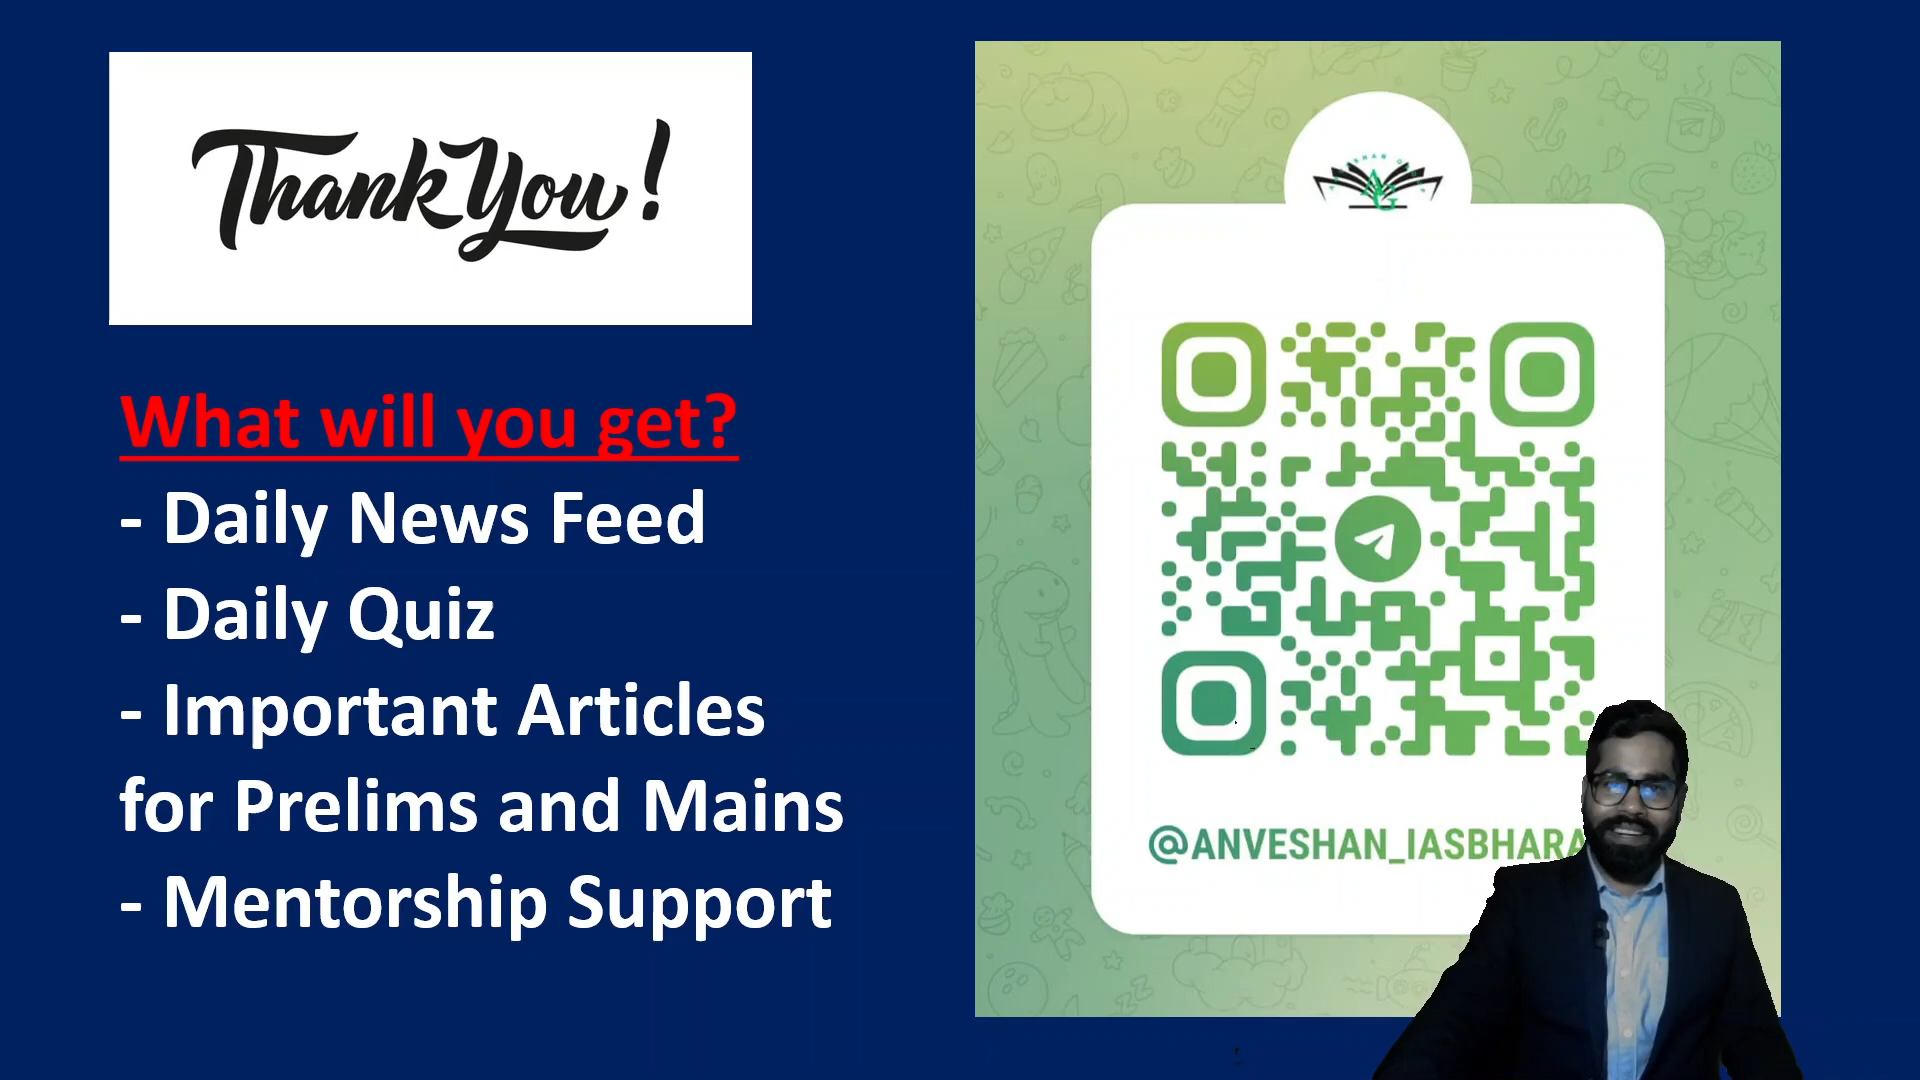 Thank You!
What will you get?
- Daily News Feed
- Daily Quiz
- Important Articles
for Prelims and Mains
- Mentorship Support